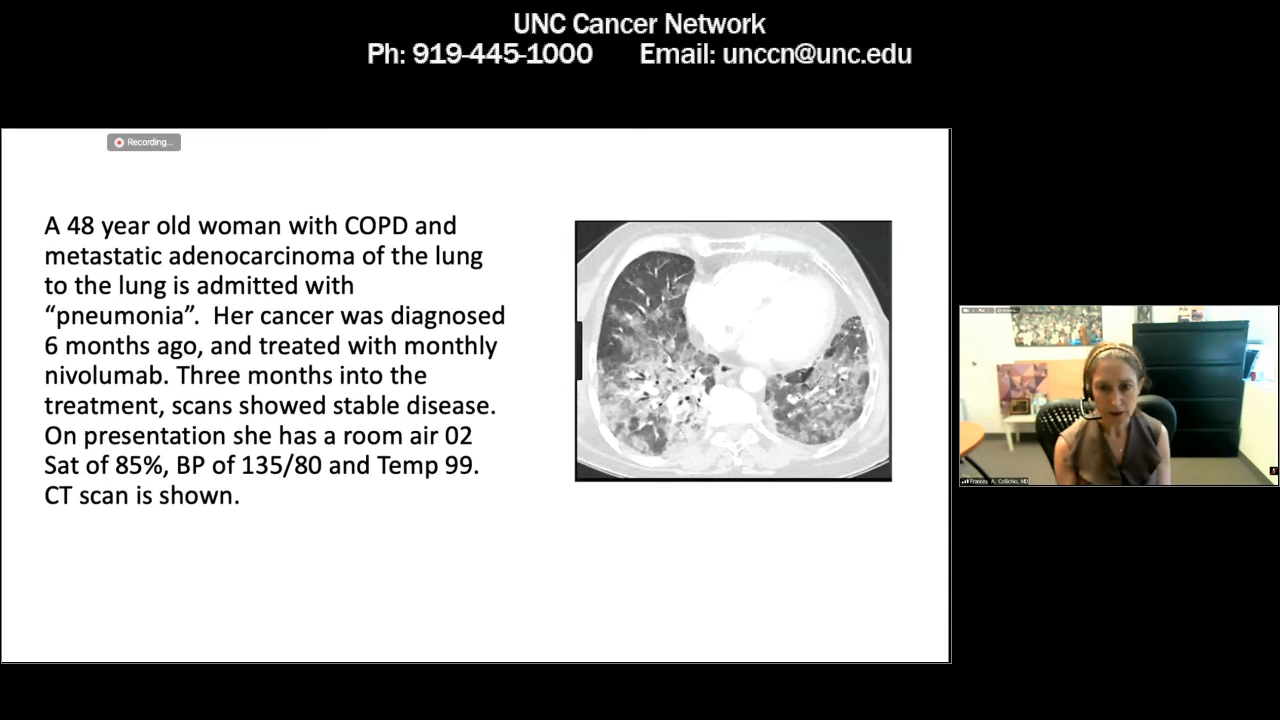 UNC Cancer Network
Ph: 919-445-1000 Email: unccn@unc.edu
Recording...
A 48 year old woman with COPD and
metastatic adenocarcinoma of the lung
to the lung is admitted with
“pneumonia”. Her cancer was diagnosed
6 months ago, and treated with monthly
nivolumab. Three months into the
treatment, scans showed stable disease.
On presentation she has a room air 02
Sat of 85%, BP of 135/80 and Temp 99.
CT scan is shown.
Frances A. Collichio, MD